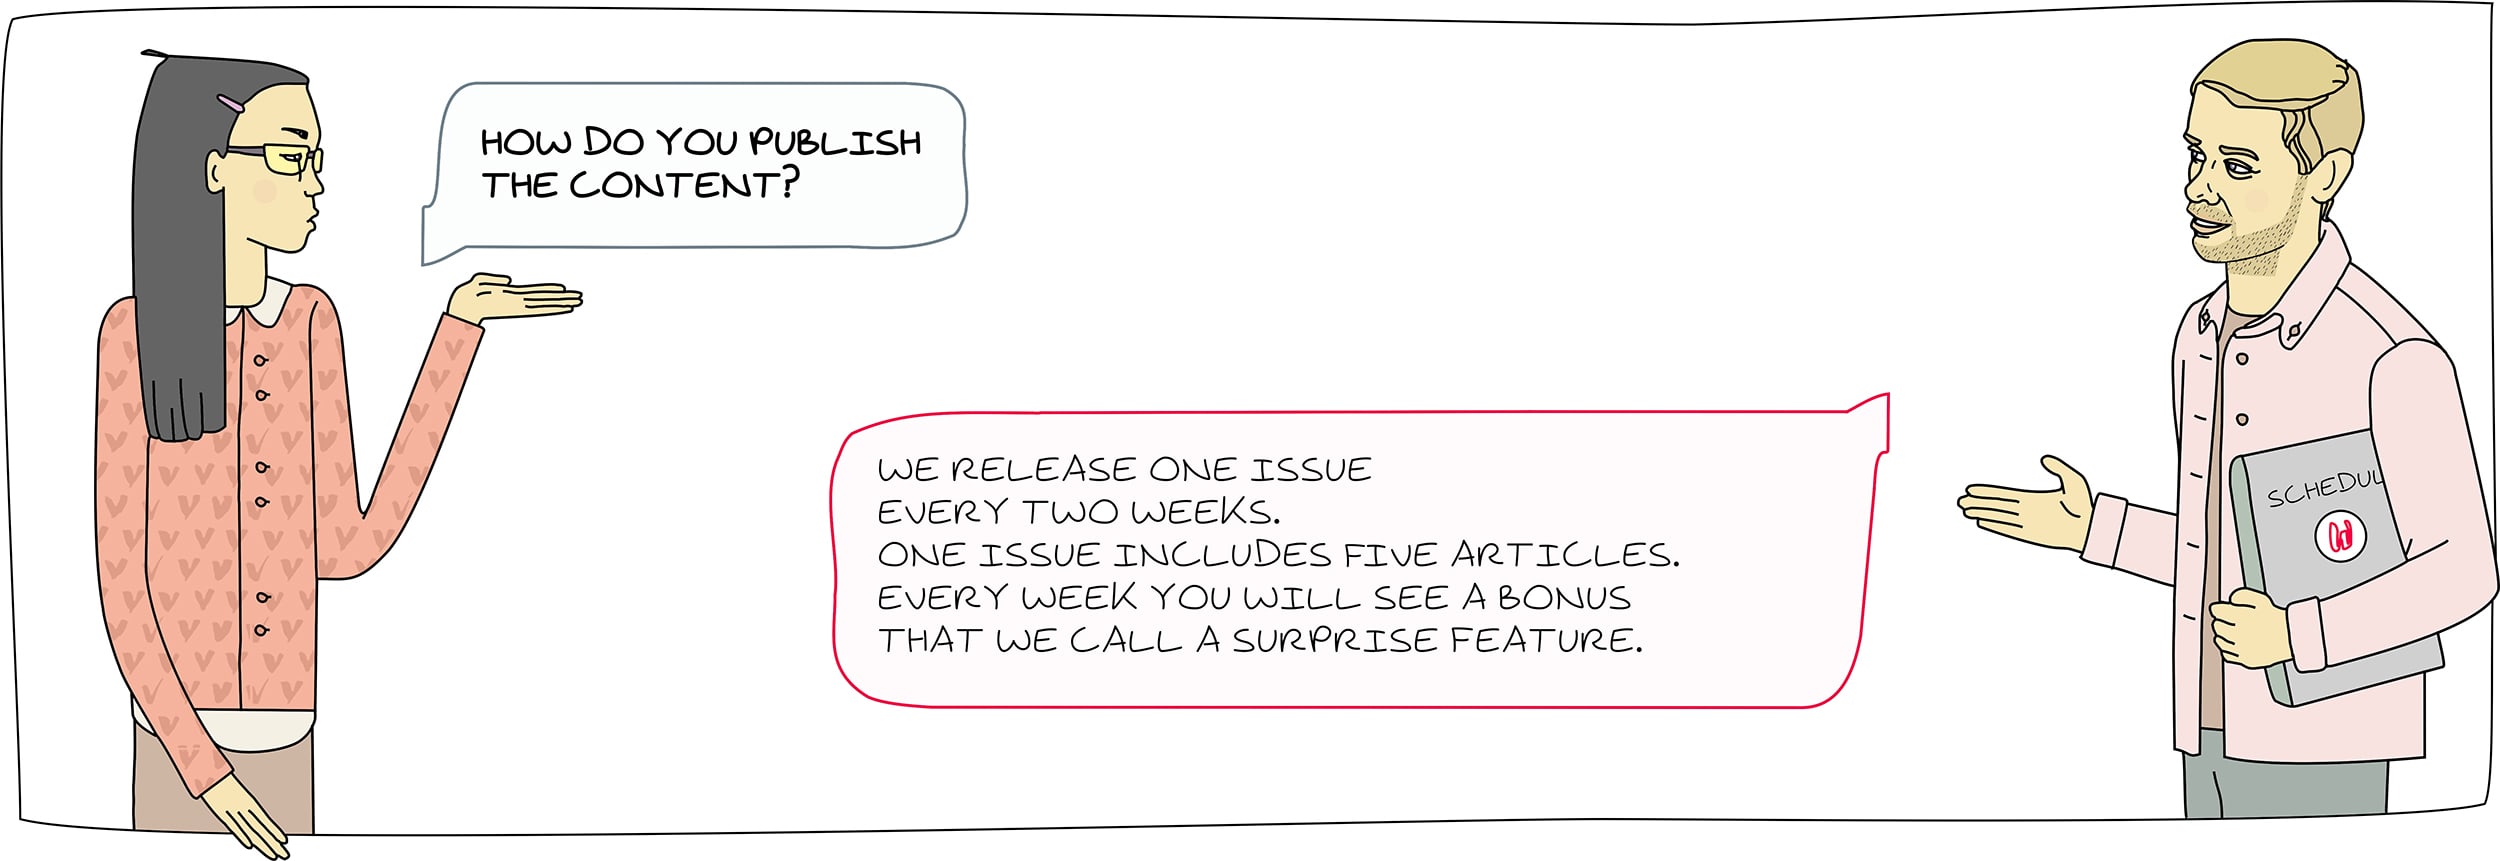 HOW DO YOU PUBLISH
THE CONTENT?
WE RELEASE ONE ISSUE
EVERY TWO WEEKS.
ONE ISSUE INCLUDES FIVE ARTICLES.
EVERY WEEK YOU WILL SEE A BONUS
THAT WE CALL A SURPRISE FEATURE.
SCHEDUL